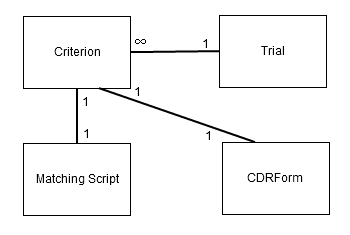 Criterion
∞
1
Trial
1
1
1
1
Matching Script
CDRForm